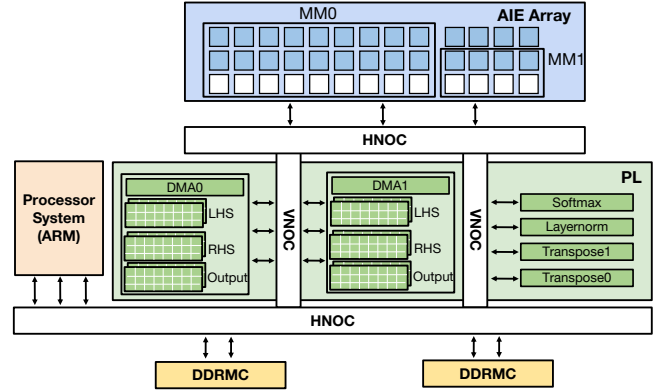 MM0
AIE Array
MM1
HNOC
Processor
System
(ARM)
DMA0
LHS
RHS
Output
VNOC
DMA1
LHS
RHS
Output
VNOC
PL
Softmax
Layernorm
Transpose1
Transpose0
HNOC
DDRMC
DDRMC